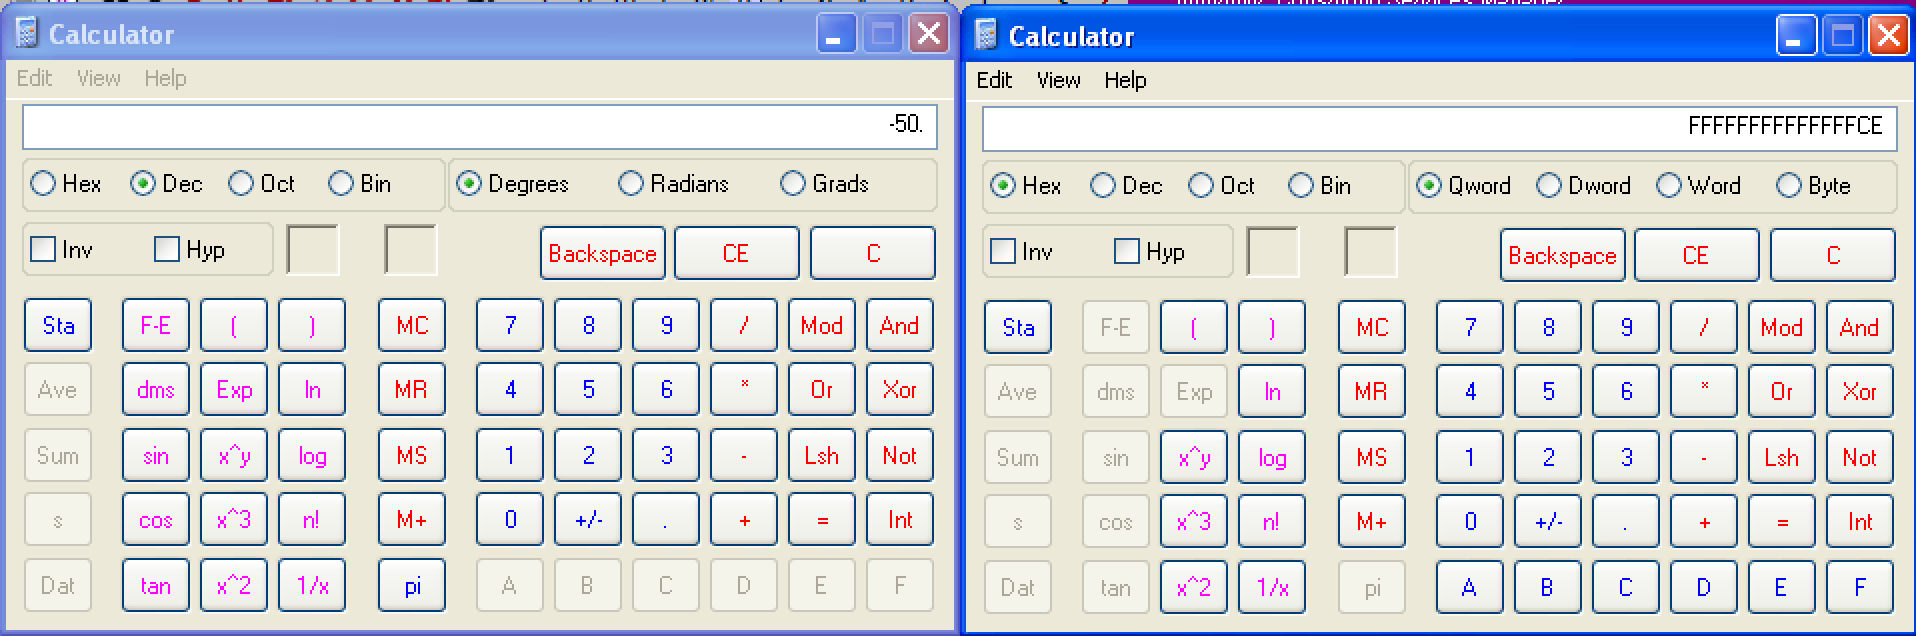 Calculator
Edit View Help
-50.
Hex Dec Oct Bin Degrees Radians Grads
Inv Hyp Backspace CE C
Sta F-E ( ) MC 7 8 9 / Mod And
Ave dms Exp ln MR 4 5 6 * Or Xor
Sum sin x^y log MS 1 2 3 - Lsh Not
s cos x^3 n! M+ 0 +/- . + = Int
Dat tan x^2 1/x pi A B C D E F
Calculator
Edit View Help
FFFFFFFFFFFFFFCE
Hex Dec Oct Bin Qword Dword Word Byte
Inv Hyp Backspace CE C
Sta F-E ( ) MC 7 8 9 / Mod And
Ave dms Exp ln MR 4 5 6 * Or Xor
Sum sin x^y log MS 1 2 3 - Lsh Not
s cos x^3 n! M+ 0 +/- . + = Int
Dat tan x^2 1/x pi A B C D E F